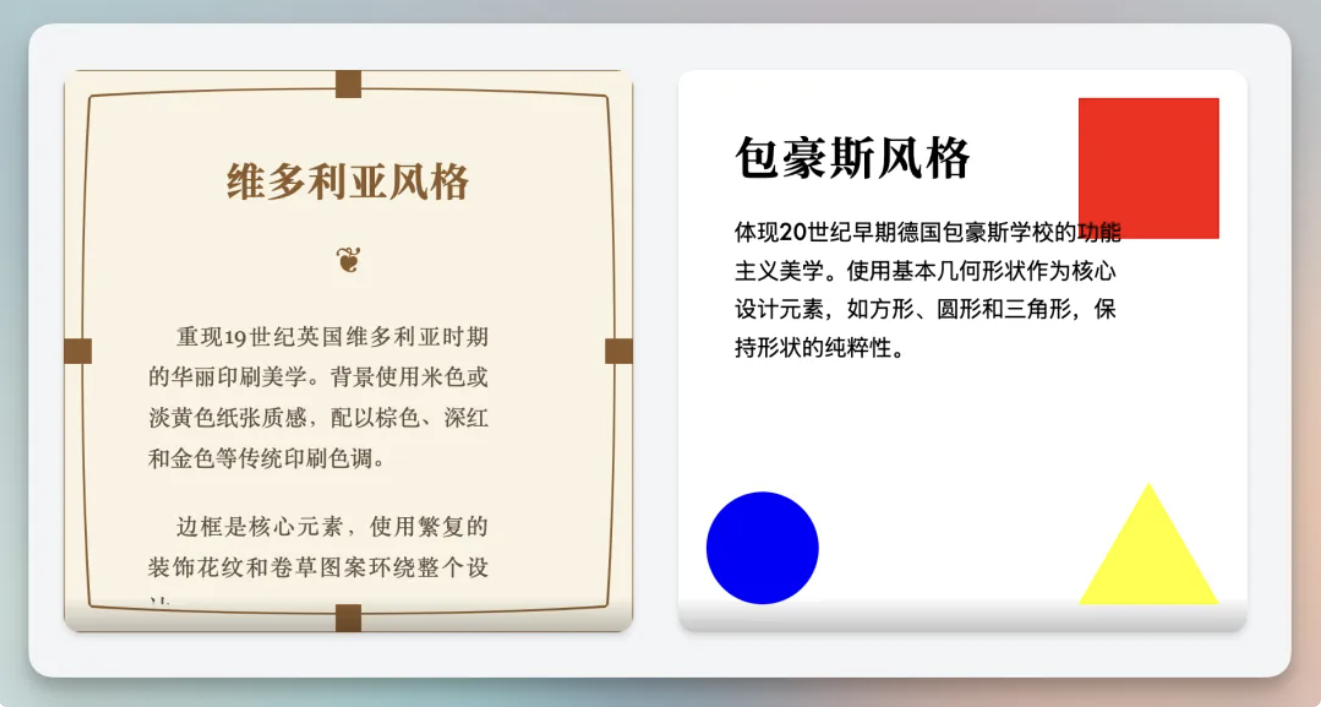 维多利亚风格
重现19世纪英国维多利亚时期
的华丽印刷美学。背景使用米色或
淡黄色纸张质感，配以棕色、深红
和金色等传统印刷色调。
边框是核心元素，使用繁复的
装饰花纹和卷草图案环绕整个设
包豪斯风格
体现20世纪早期德国包豪斯学校的功能
主义美学。使用基本几何形状作为核心
设计元素，如方形、圆形和三角形，保
持形状的纯粹性。